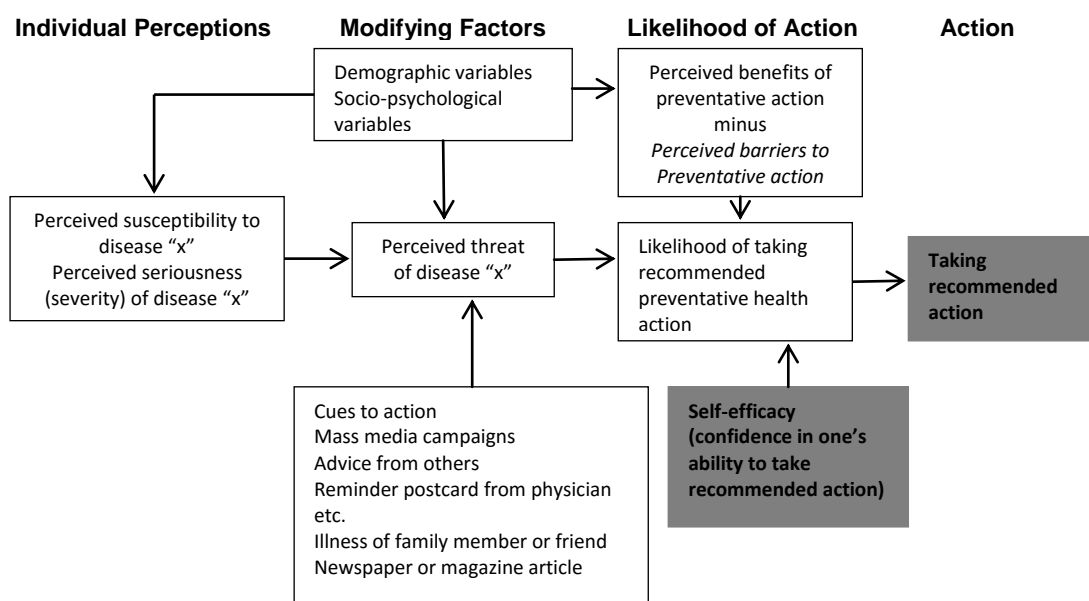 Individual Perceptions
Modifying Factors
Likelihood of Action
Action
Demographic variables
Socio-psychological
variables
Perceived benefits of
preventative action
minus
Perceived barriers to
Preventative action
Perceived susceptibility to
disease “x”
Perceived seriousness
(severity) of disease “x”
Perceived threat
of disease “x”
Likelihood of taking
recommended
preventative health
action
Taking
recommended
action
Cues to action
Mass media campaigns
Advice from others
Reminder postcard from physician
etc.
Illness of family member or friend
Newspaper or magazine article
Self-efficacy
(confidence in one’s
ability to take
recommended action)